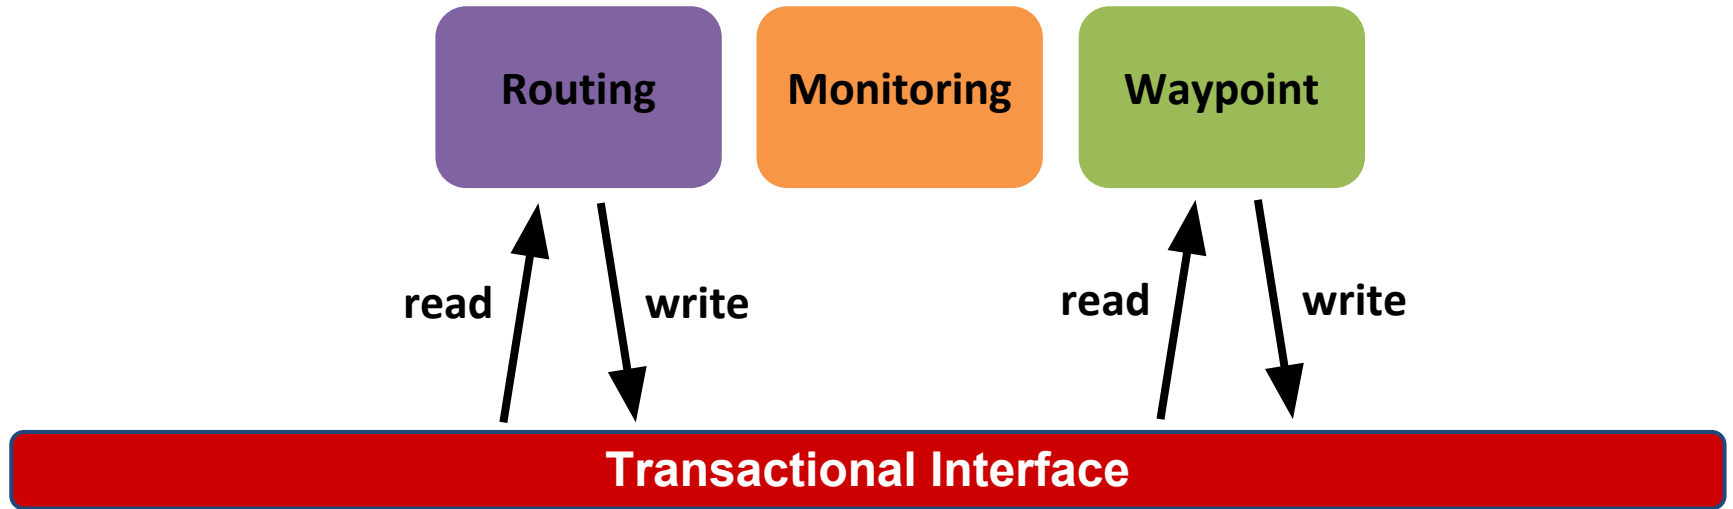 Routing
Monitoring
Waypoint
read
write
read
write
Transactional Interface